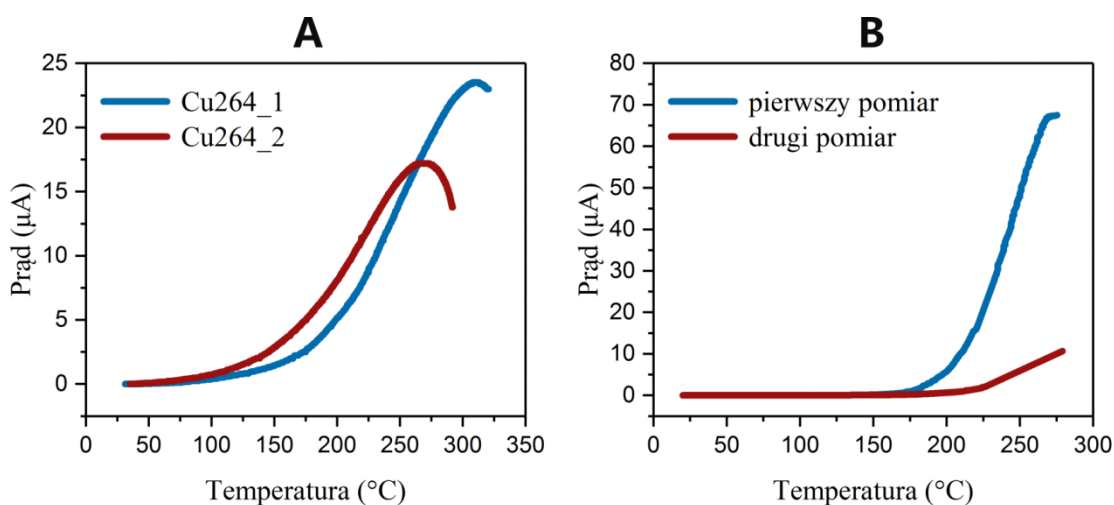 A
25
20
15
10
5
0
Prąd (µA)
Cu264_1
Cu264_2
0 50 100 150 200 250 300 350
Temperatura (°C)
B
80
70
60
50
40
30
20
10
0
Prąd (µA)
pierwszy pomiar
drugi pomiar
0 50 100 150 200 250 300
Temperatura (°C)